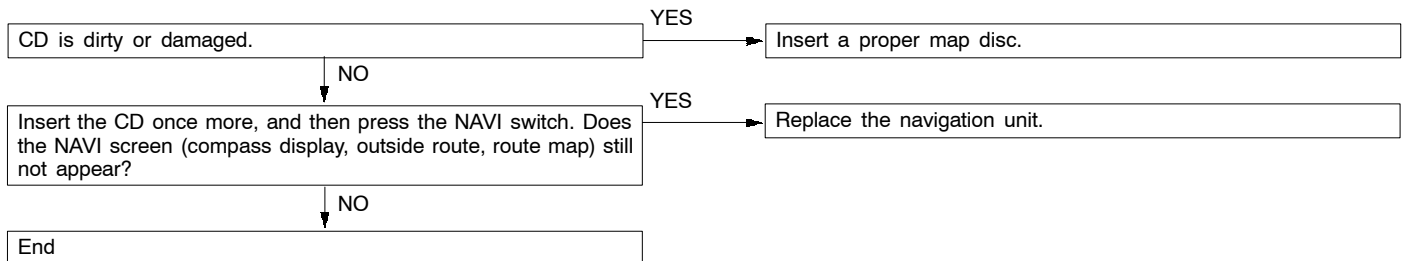 CD is dirty or damaged.
YES
Insert a proper map disc.
NO
Insert the CD once more, and then press the NAVI switch. Does
the NAVI screen (compass display, outside route, route map) still
not appear?
YES
Replace the navigation unit.
NO
End